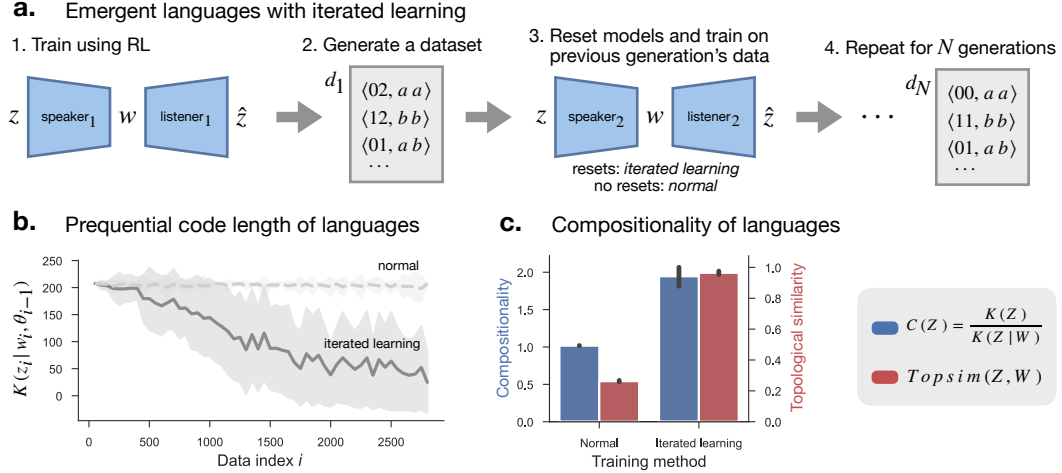 a. Emergent languages with iterated learning
1. Train using RL
z speaker₁ w listener₁ ẑ
2. Generate a dataset
d₁
⟨02, a a⟩
⟨12, b b⟩
⟨01, a b⟩
...
3. Reset models and train on
previous generation's data
z speaker₂ w listener₂ ẑ
resets: iterated learning
no resets: normal
...
4. Repeat for N generations
d_N
⟨00, a a⟩
⟨11, b b⟩
⟨01, a b⟩
...
b. Prequential code length of languages
K(z_i | w_i, θ_{i−1})
250
200
150
100
50
0
normal
iterated learning
0 500 1000 1500 2000 2500
Data index i
c. Compositionality of languages
Compositionality
2.0
1.5
1.0
0.5
0.0
Topological similarity
1.0
0.8
0.6
0.4
0.2
0.0
Normal Iterated learning
Training method
C(Z) = K(Z) / K(Z|W)
Topsim(Z, W)